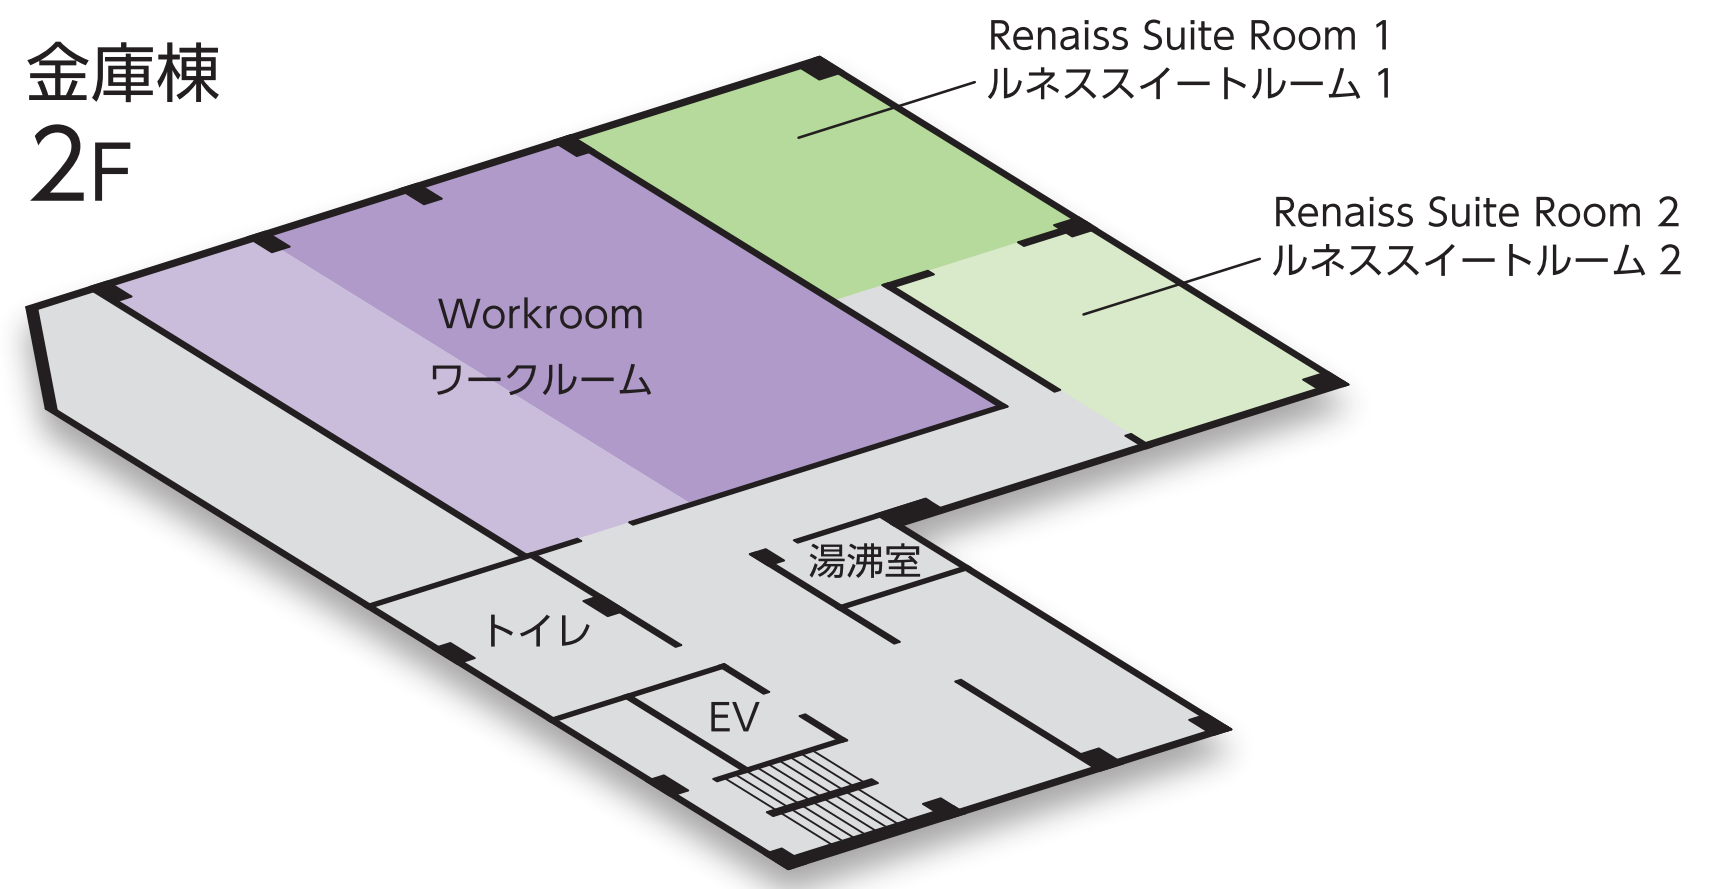 金庫棟
2F
Renaiss Suite Room 1
ルネススイートルーム 1
Renaiss Suite Room 2
ルネススイートルーム 2
Workroom
ワークルーム
湯沸室
トイレ
EV